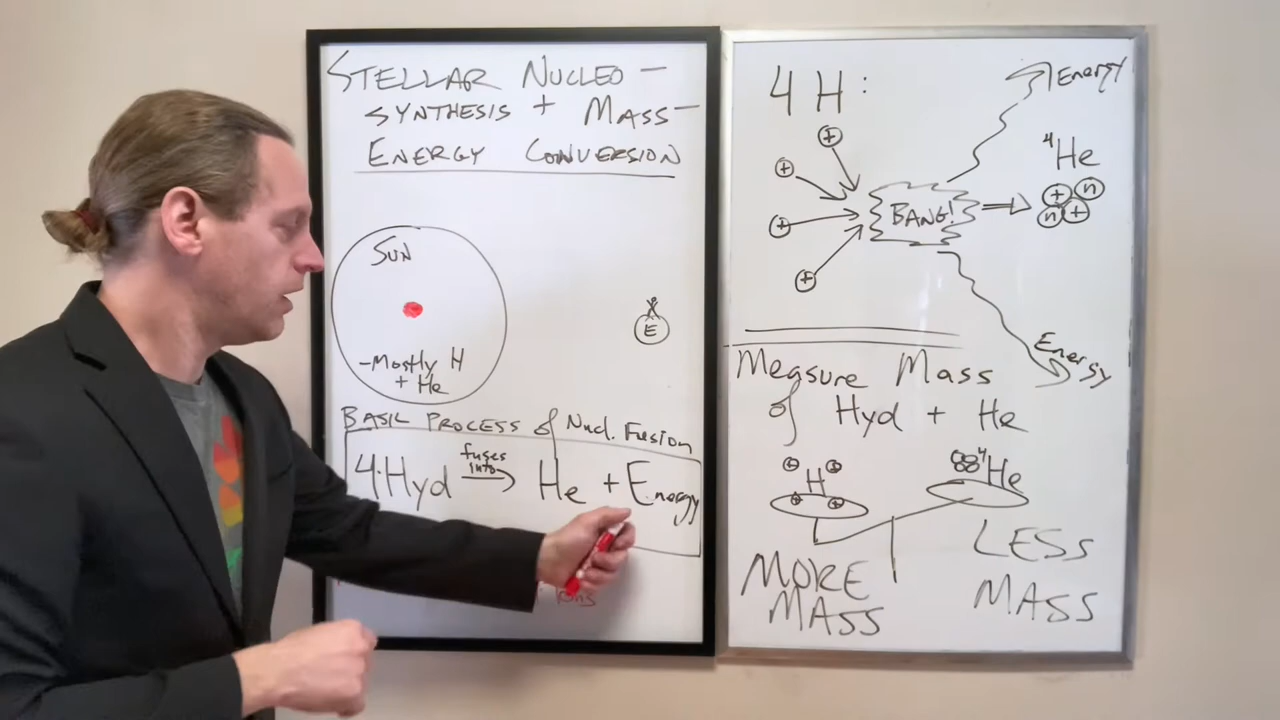 STELLAR NUCLEO-
SYNTHESIS + MASS-
ENERGY CONVERSION
SUN
-Mostly H
+ He
E
BASIC PROCESS of Nucl. Fusion
4·Hyd fuses into He + Energy
4 H:
Energy
+
+
+
+
BANG!
4He
+ n
n +
Energy
Measure Mass
of Hyd + He
H
+ +
4He
MORE
MASS
LESS
MASS